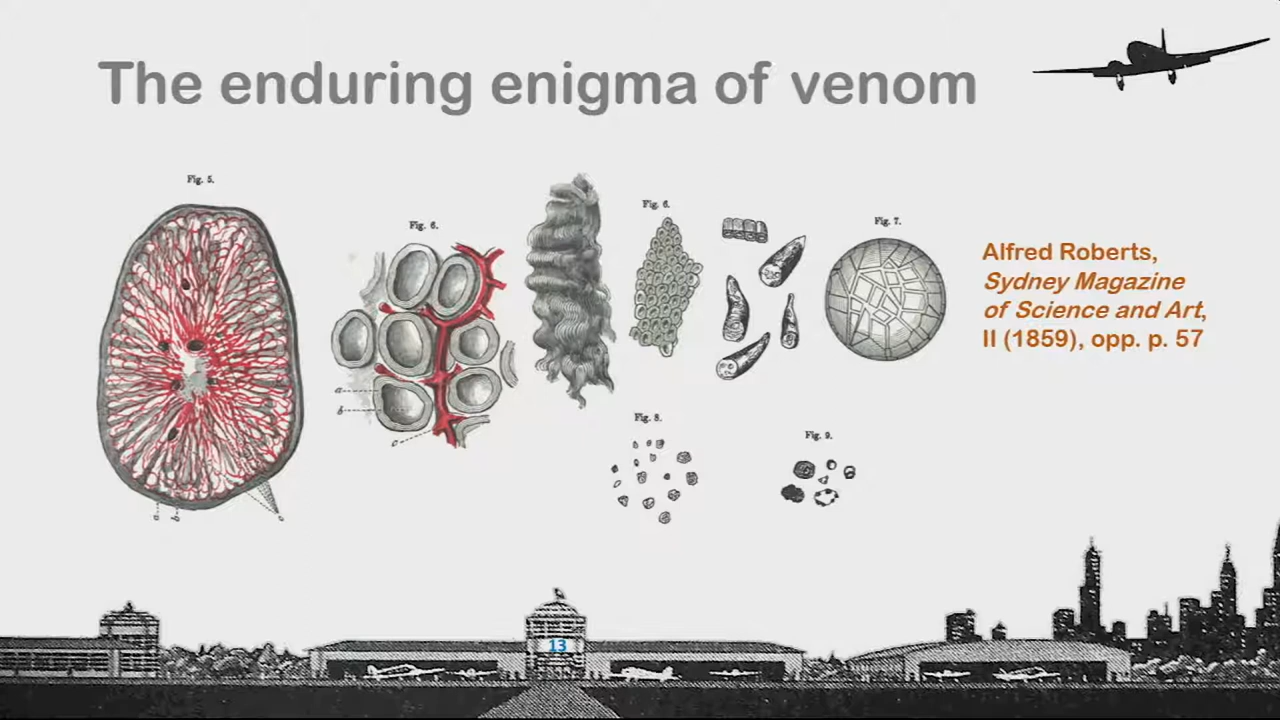 The enduring enigma of venom
Fig. 5.
Fig. 6.
Fig. 6.
Fig. 7.
Alfred Roberts,
Sydney Magazine
of Science and Art,
II (1859), opp. p. 57
a
b
c
Fig. 8.
Fig. 9.
13